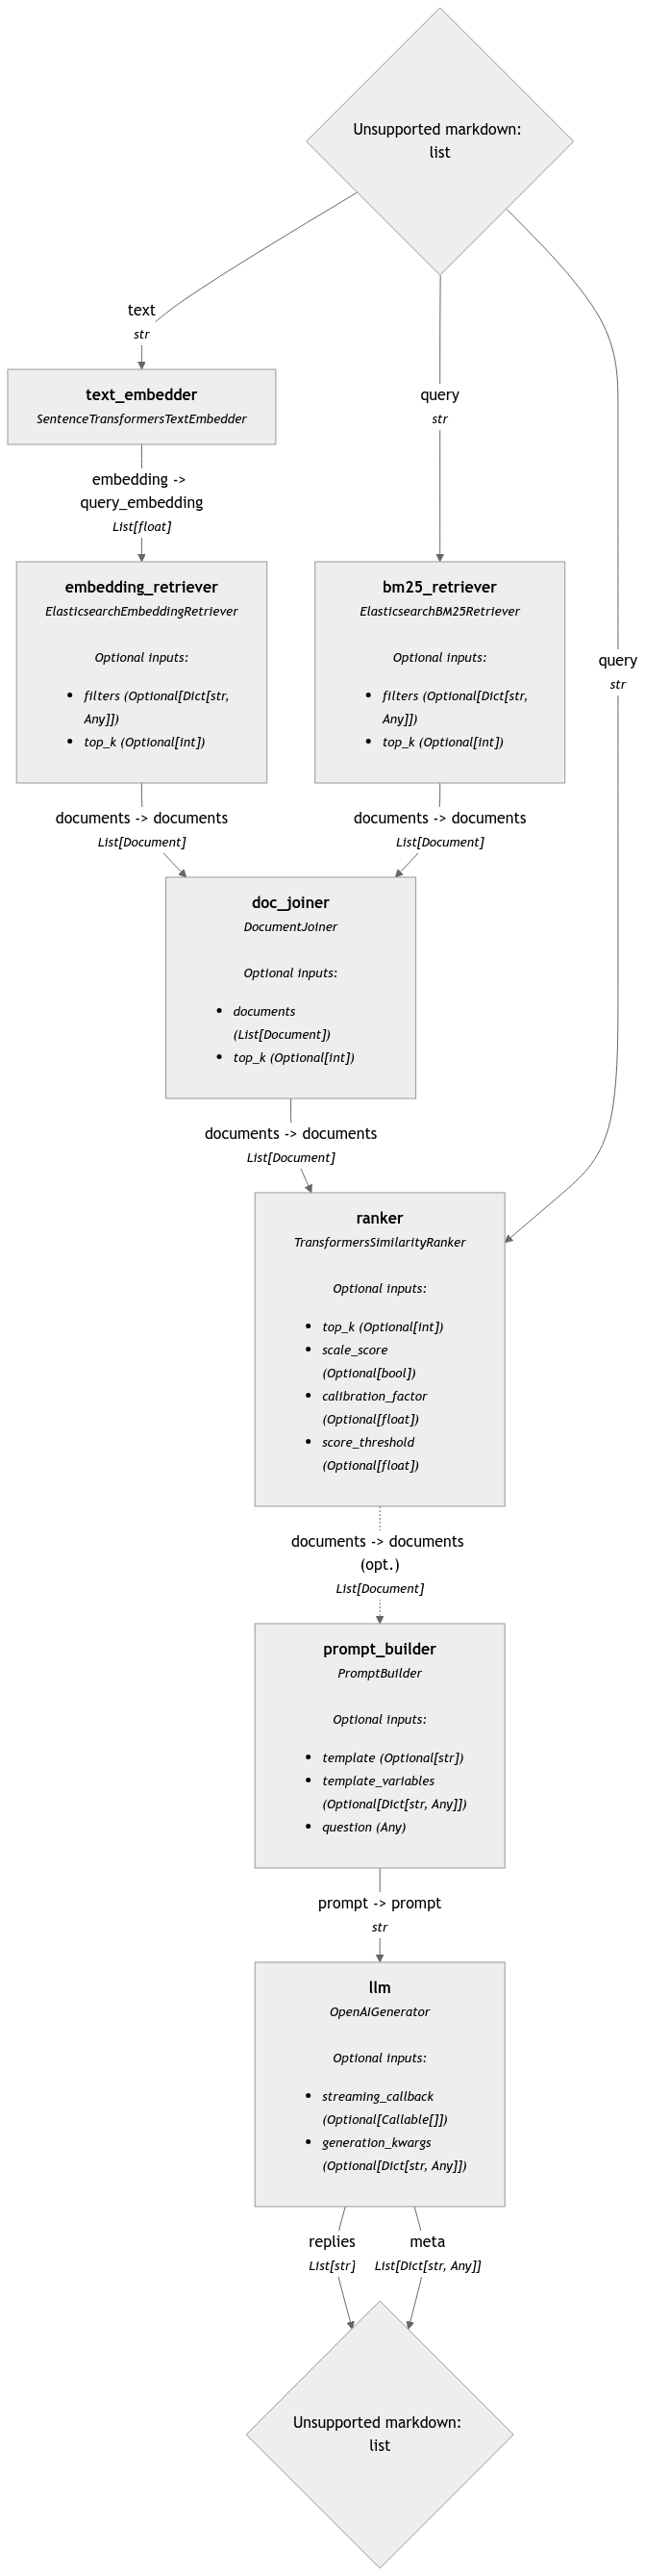 Unsupported markdown:
list
text
str
text_embedder
SentenceTransformersTextEmbedder
query
str
embedding ->
query_embedding
List[float]
embedding_retriever
ElasticsearchEmbeddingRetriever
Optional inputs:
• filters (Optional[Dict[str,
Any]])
• top_k (Optional[int])
bm25_retriever
ElasticsearchBM25Retriever
Optional inputs:
• filters (Optional[Dict[str,
Any]])
• top_k (Optional[int])
query
str
documents -> documents
List[Document]
documents -> documents
List[Document]
doc_joiner
DocumentJoiner
Optional inputs:
• documents
(List[Document])
• top_k (Optional[int])
documents -> documents
List[Document]
ranker
TransformersSimilarityRanker
Optional inputs:
• top_k (Optional[int])
• scale_score
(Optional[bool])
• calibration_factor
(Optional[float])
• score_threshold
(Optional[float])
documents -> documents
(opt.)
List[Document]
prompt_builder
PromptBuilder
Optional inputs:
• template (Optional[str])
• template_variables
(Optional[Dict[str, Any]])
• question (Any)
prompt -> prompt
str
llm
OpenAIGenerator
Optional inputs:
• streaming_callback
(Optional[Callable[]])
• generation_kwargs
(Optional[Dict[str, Any]])
replies
List[str]
meta
List[Dict[str, Any]]
Unsupported markdown:
list